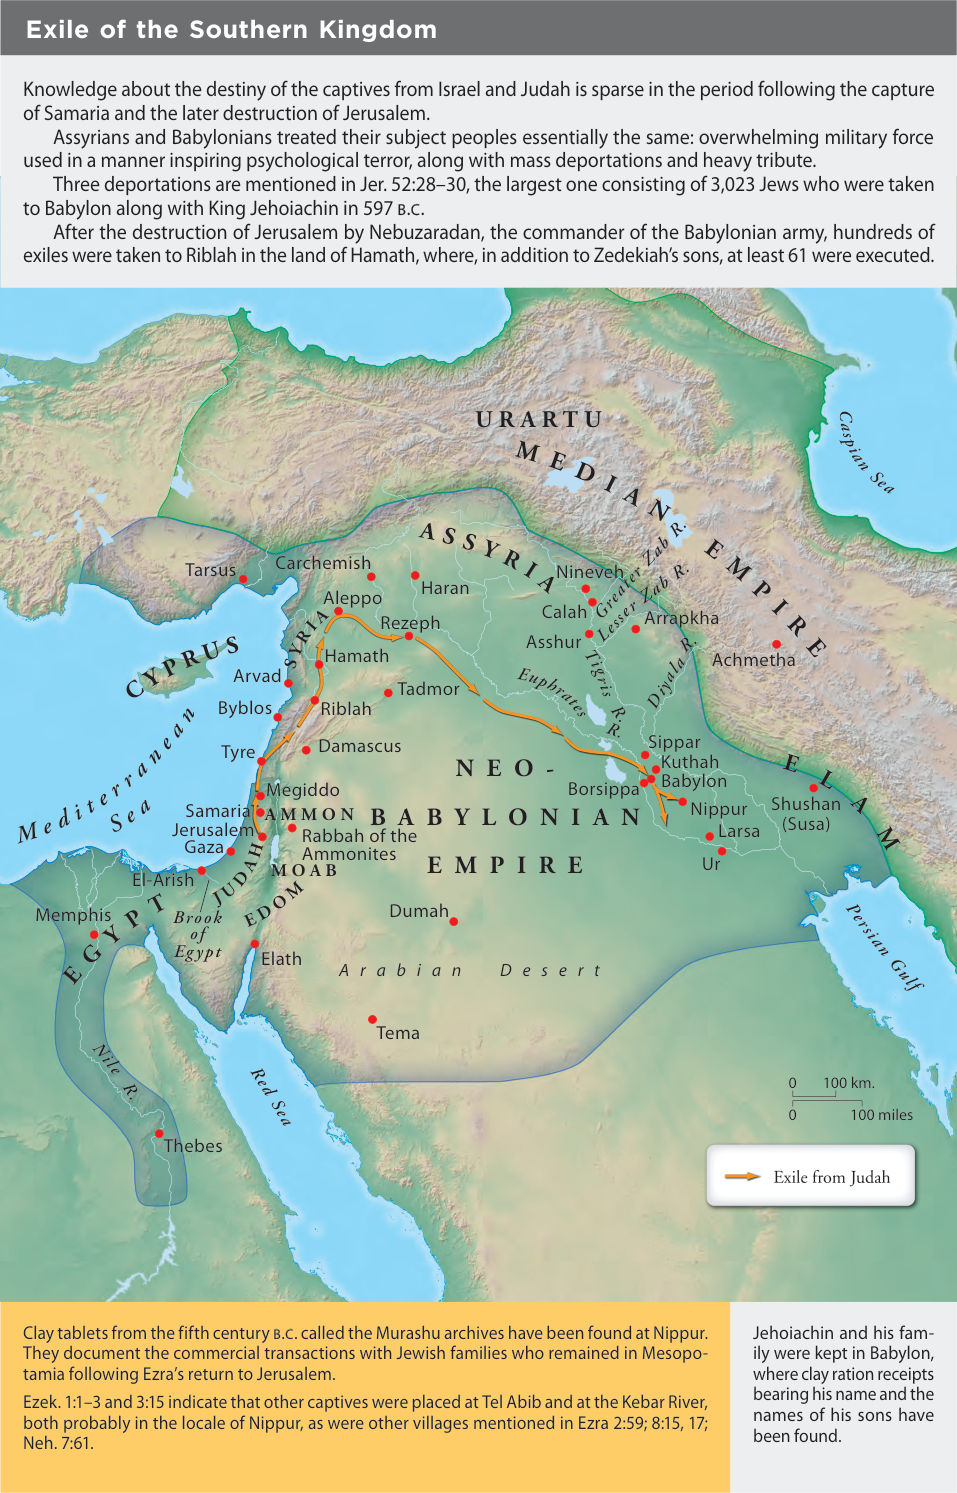 Exile of the Southern Kingdom
Knowledge about the destiny of the captives from Israel and Judah is sparse in the period following the capture
of Samaria and the later destruction of Jerusalem.
Assyrians and Babylonians treated their subject peoples essentially the same: overwhelming military force
used in a manner inspiring psychological terror, along with mass deportations and heavy tribute.
Three deportations are mentioned in Jer. 52:28–30, the largest one consisting of 3,023 Jews who were taken
to Babylon along with King Jehoiachin in 597 B.C.
After the destruction of Jerusalem by Nebuzaradan, the commander of the Babylonian army, hundreds of
exiles were taken to Riblah in the land of Hamath, where, in addition to Zedekiah's sons, at least 61 were executed.
URARTU
MEDIAN EMPIRE
Caspian Sea
ASSYRIA
Tarsus
Carchemish
Haran
Nineveh
Greater Zab R.
Calah
Lesser Zab R.
Aleppo
Rezeph
Arrapkha
Asshur
SYRIA
CYPRUS
Hamath
Achmetha
Arvad
Tadmor
Euphrates R.
Tigris R.
Diyala R.
Byblos
Riblah
Mediterranean
Sea
Tyre
Damascus
Sippar
Kuthah
NEO-
BABYLONIAN
EMPIRE
ELAM
Borsippa
Babylon
Megiddo
Nippur
Shushan
(Susa)
Samaria
AMMON
Jerusalem
Rabbah of the
Ammonites
Larsa
Gaza
Ur
JUDAH
MOAB
El-Arish
EDOM
Memphis
EGYPT
Brook
of
Egypt
Dumah
Persian Gulf
Elath
Arabian Desert
Tema
Nile R.
Red Sea
0 100 km.
0 100 miles
Thebes
Exile from Judah
Clay tablets from the fifth century B.C. called the Murashu archives have been found at Nippur.
They document the commercial transactions with Jewish families who remained in Mesopo-
tamia following Ezra's return to Jerusalem.
Ezek. 1:1–3 and 3:15 indicate that other captives were placed at Tel Abib and at the Kebar River,
both probably in the locale of Nippur, as were other villages mentioned in Ezra 2:59; 8:15, 17;
Neh. 7:61.
Jehoiachin and his fam-
ily were kept in Babylon,
where clay ration receipts
bearing his name and the
names of his sons have
been found.